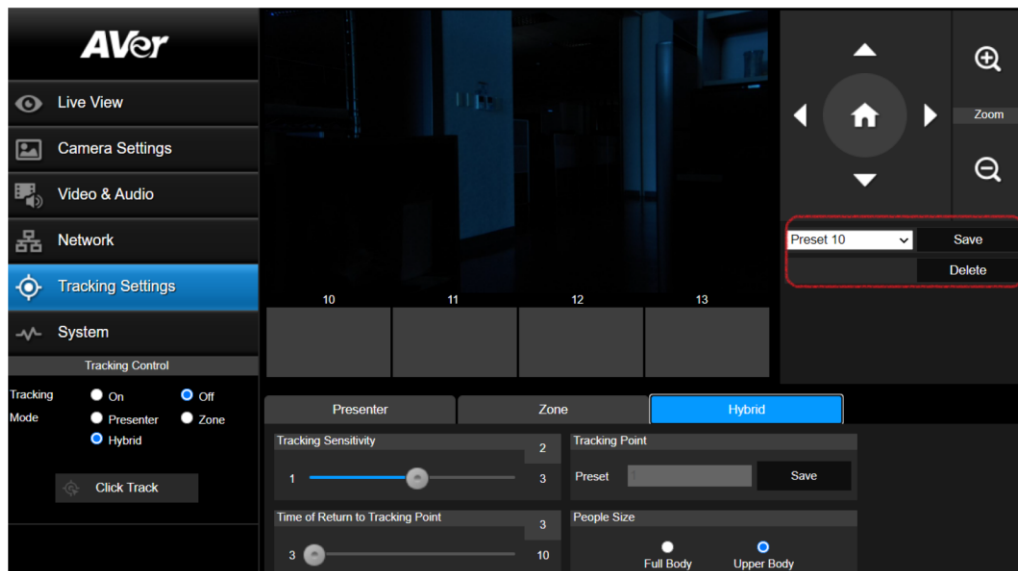 AVer
Live View
Camera Settings
Video & Audio
Network
Tracking Settings
System
Tracking Control
Tracking On Off
Mode Presenter Zone
Hybrid
Click Track
10 11 12 13
Zoom
Preset 10 Save
Delete
Presenter Zone Hybrid
Tracking Sensitivity 2
1 3
Time of Return to Tracking Point 3
3 10
Tracking Point
Preset 1 Save
People Size
Full Body Upper Body